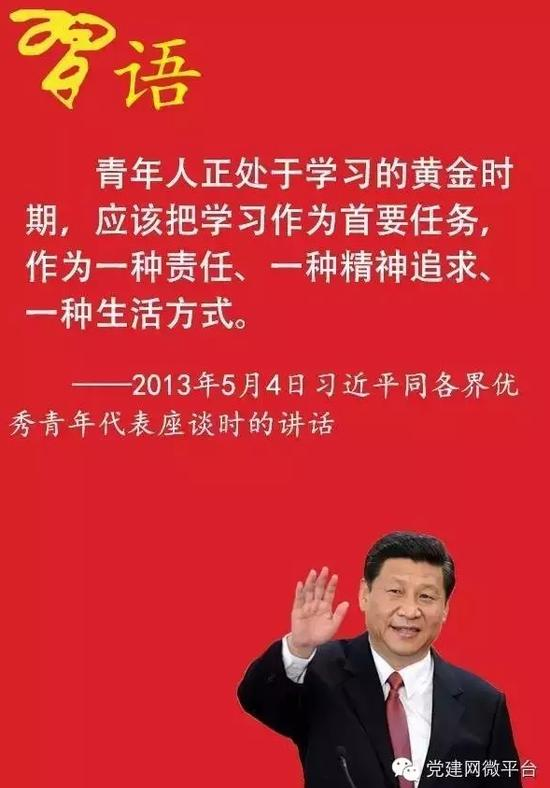 習语
青年人正处于学习的黄金时
期，应该把学习作为首要任务，
作为一种责任、一种精神追求、
一种生活方式。
——2013年5月4日习近平同各界优
秀青年代表座谈时的讲话
党建网微平台